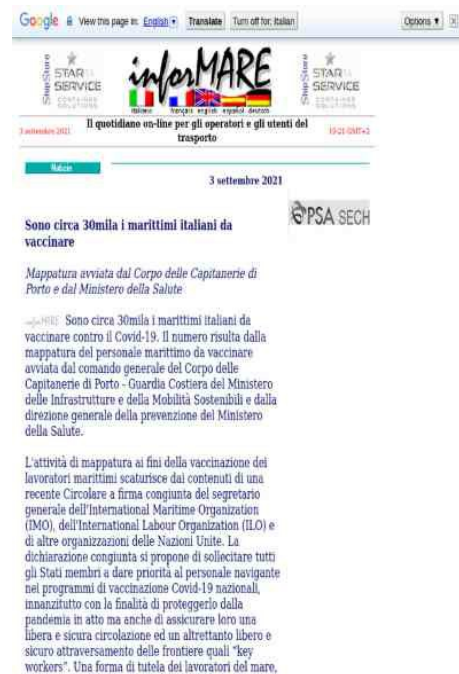 Google View this page in: English Translate Turn off for: Italian Options
ShipStore
STAR
SERVICE
CONTAINER
SOLUTIONS
inforMARE
italiano français english español deutsch
ShipStore
STAR
SERVICE
CONTAINER
SOLUTIONS
3 settembre 2021 Il quotidiano on-line per gli operatori e gli utenti del
trasporto
GMT+2
Notizie
3 settembre 2021
PSA SECH
Sono circa 30mila i marittimi italiani da
vaccinare
Mappatura avviata dal Corpo delle Capitanerie di
Porto e dal Ministero della Salute
inforMARE Sono circa 30mila i marittimi italiani da
vaccinare contro il Covid-19. Il numero risulta dalla
mappatura del personale marittimo da vaccinare
avviata dal comando generale del Corpo delle
Capitanerie di Porto - Guardia Costiera del Ministero
delle Infrastrutture e della Mobilità Sostenibili e dalla
direzione generale della prevenzione del Ministero
della Salute.
L'attività di mappatura ai fini della vaccinazione dei
lavoratori marittimi scaturisce dai contenuti di una
recente Circolare a firma congiunta del segretario
generale dell'International Maritime Organization
(IMO), dell'International Labour Organization (ILO) e
di altre organizzazioni delle Nazioni Unite. La
dichiarazione congiunta si propone di sollecitare tutti
gli Stati membri a dare priorità al personale navigante
nei programmi di vaccinazione Covid-19 nazionali,
innanzitutto con la finalità di proteggerlo dalla
pandemia in atto ma anche di assicurare loro una
libera e sicura circolazione ed un altrettanto libero e
sicuro attraversamento delle frontiere quali "key
workers". Una forma di tutela dei lavoratori del mare,